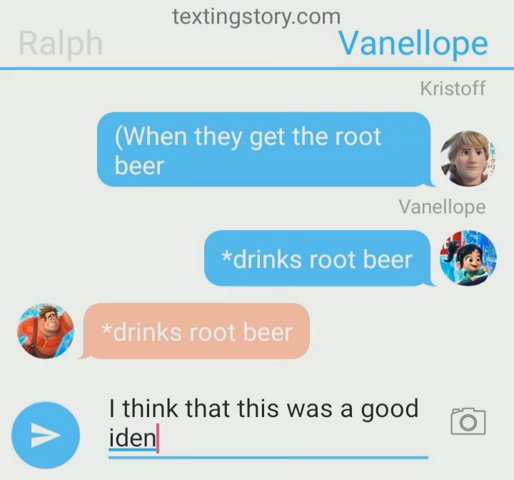 textingstory.com
Ralph
Vanellope
Kristoff
(When they get the root
beer
Vanellope
*drinks root beer
*drinks root beer
I think that this was a good
iden